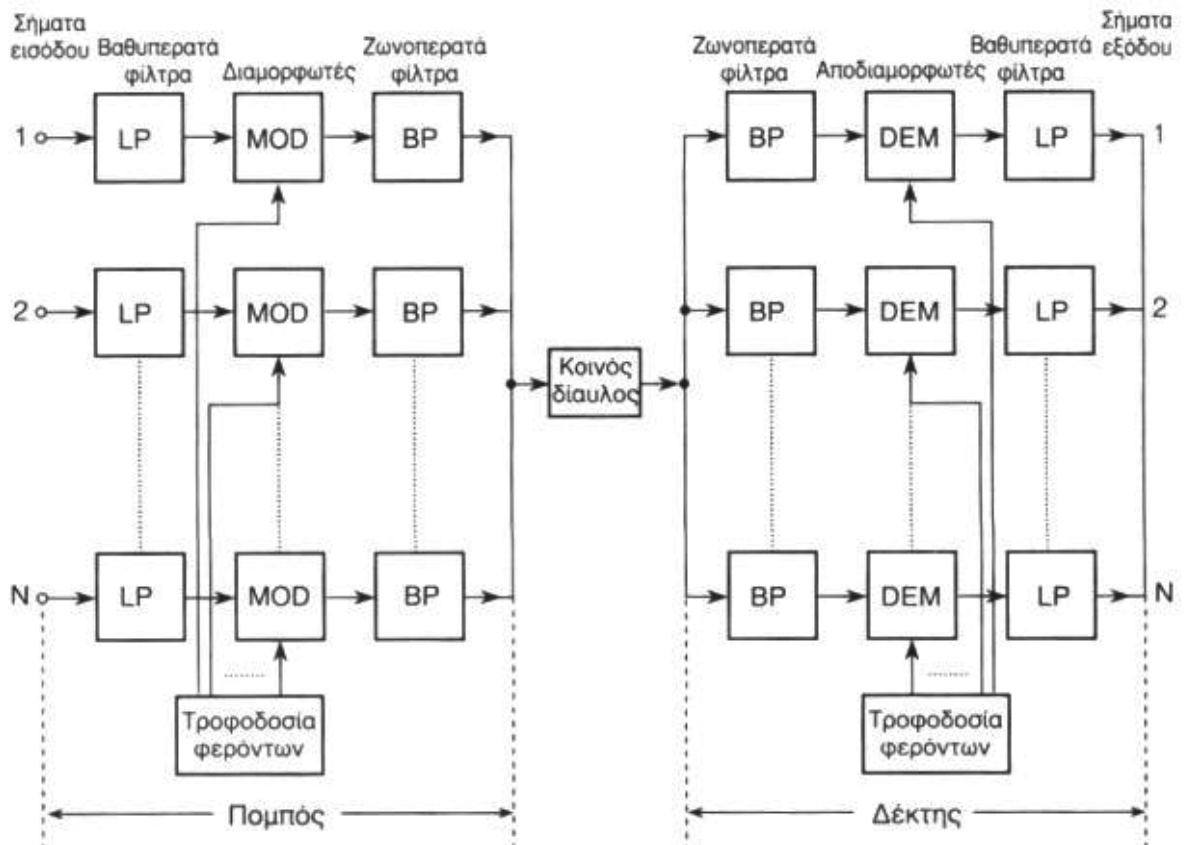 Σήματα
εισόδου
Βαθυπερατά
φίλτρα
Διαμορφωτές
Ζωνοπερατά
φίλτρα
Ζωνοπερατά
φίλτρα
Αποδιαμορφωτές
Βαθυπερατά
φίλτρα
Σήματα
εξόδου
1 LP MOD BP BP DEM LP 1
2 LP MOD BP BP DEM LP 2
Κοινός
δίαυλος
N LP MOD BP BP DEM LP N
Τροφοδοσία
φερόντων
Τροφοδοσία
φερόντων
Πομπός
Δέκτης